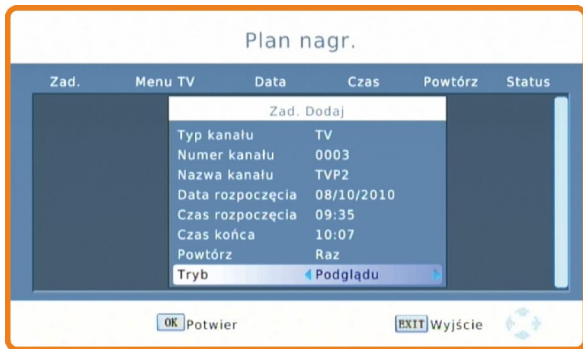 Plan nagr.
Zad. Menu TV Data Czas Powtórz Status
Zad. Dodaj
Typ kanału TV
Numer kanału 0003
Nazwa kanału TVP2
Data rozpoczęcia 08/10/2010
Czas rozpoczęcia 09:35
Czas końca 10:07
Powtórz Raz
Tryb Podglądu
OK Potwier EXIT Wyjście